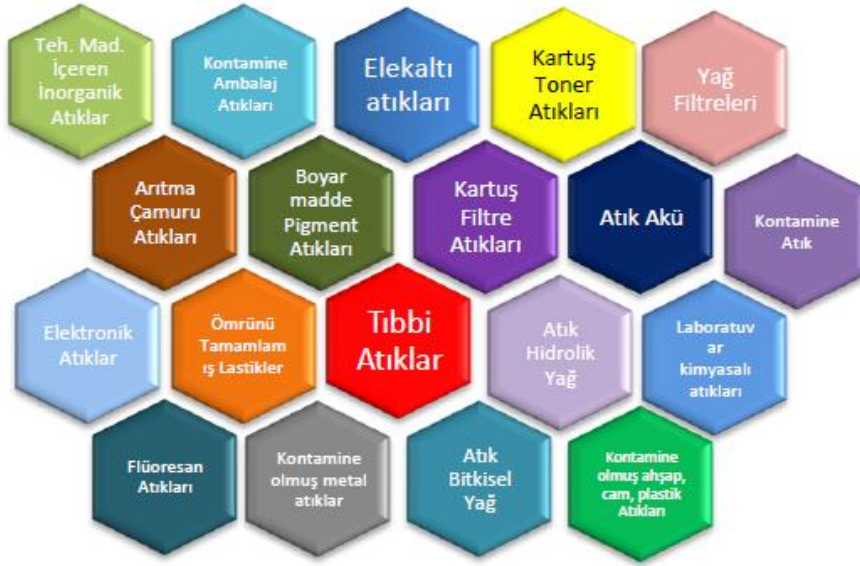 Teh. Mad.
İçeren
İnorganik
Atıklar
Kontamine
Ambalaj
Atıkları
Elekaltı
atıkları
Kartuş
Toner
Atıkları
Yağ
Filtreleri
Arıtma
Çamuru
Atıkları
Boyar
madde
Pigment
Atıkları
Kartuş
Filtre
Atıkları
Atık Akü
Kontamine
Atık
Elektronik
Atıklar
Ömrünü
Tamamlam
ış Lastikler
Tıbbi
Atıklar
Atık
Hidrolik
Yağ
Laboratuv
ar
kimyasalı
atıkları
Flüoresan
Atıkları
Kontamine
olmuş metal
atıklar
Atık
Bitkisel
Yağ
Kontamine
olmuş ahşap,
cam, plastik
Atıkları